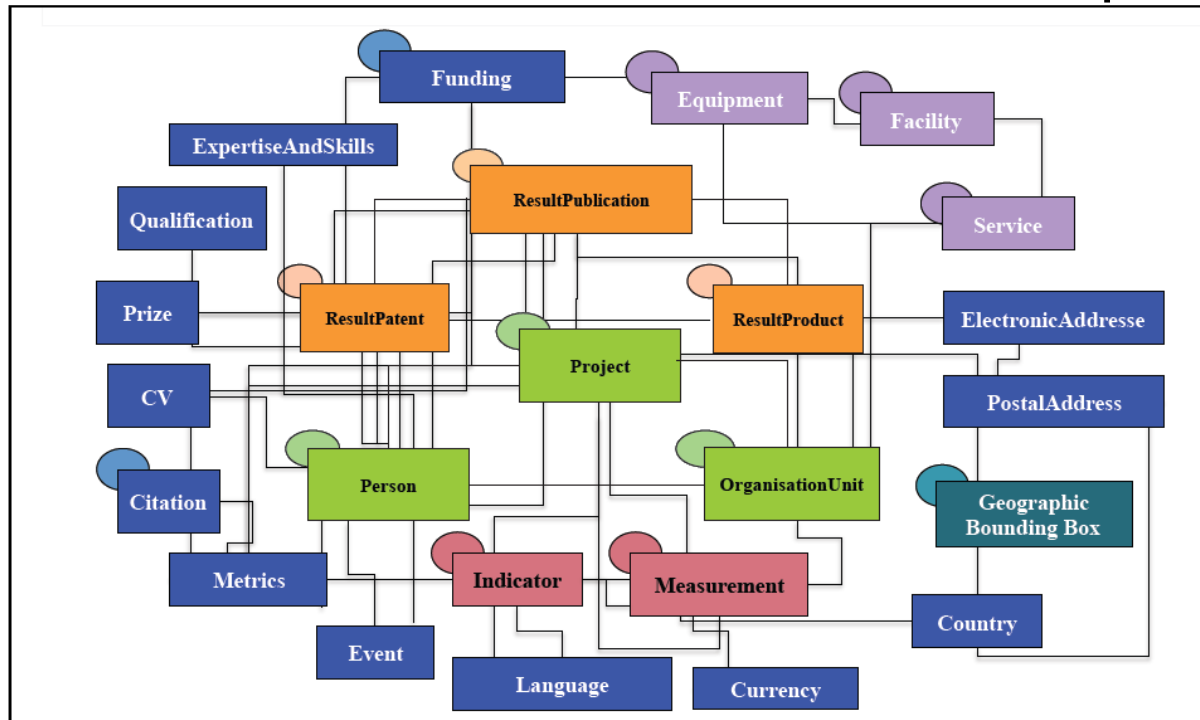 Funding
Equipment
Facility
ExpertiseAndSkills
ResultPublication
Qualification
Service
Prize
ResultPatent
ResultProduct
ElectronicAddresse
Project
CV
PostalAddress
Person
OrganisationUnit
Citation
Geographic
Bounding Box
Metrics
Indicator
Measurement
Country
Event
Language
Currency